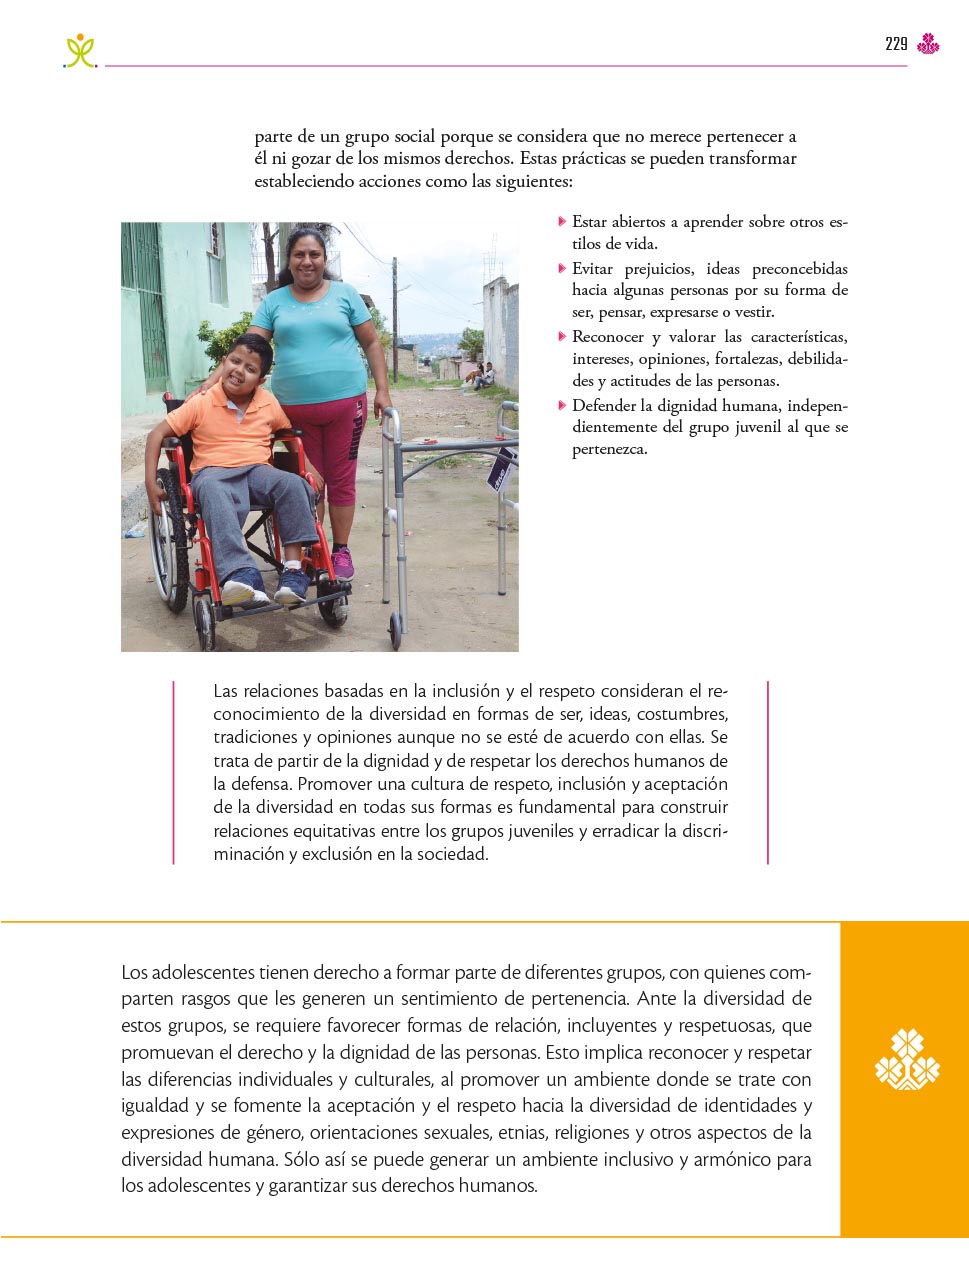 229
parte de un grupo social porque se considera que no merece pertenecer a
él ni gozar de los mismos derechos. Estas prácticas se pueden transformar
estableciendo acciones como las siguientes:
Estar abiertos a aprender sobre otros es-
tilos de vida.
Evitar prejuicios, ideas preconcebidas
hacia algunas personas por su forma de
ser, pensar, expresarse o vestir.
Reconocer y valorar las características,
intereses, opiniones, fortalezas, debilida-
des y actitudes de las personas.
Defender la dignidad humana, indepen-
dientemente del grupo juvenil al que se
pertenezca.
Las relaciones basadas en la inclusión y el respeto consideran el re-
conocimiento de la diversidad en formas de ser, ideas, costumbres,
tradiciones y opiniones aunque no se esté de acuerdo con ellas. Se
trata de partir de la dignidad y de respetar los derechos humanos de
la defensa. Promover una cultura de respeto, inclusión y aceptación
de la diversidad en todas sus formas es fundamental para construir
relaciones equitativas entre los grupos juveniles y erradicar la discri-
minación y exclusión en la sociedad.
Los adolescentes tienen derecho a formar parte de diferentes grupos, con quienes com-
parten rasgos que les generen un sentimiento de pertenencia. Ante la diversidad de
estos grupos, se requiere favorecer formas de relación, incluyentes y respetuosas, que
promuevan el derecho y la dignidad de las personas. Esto implica reconocer y respetar
las diferencias individuales y culturales, al promover un ambiente donde se trate con
igualdad y se fomente la aceptación y el respeto hacia la diversidad de identidades y
expresiones de género, orientaciones sexuales, etnias, religiones y otros aspectos de la
diversidad humana. Sólo así se puede generar un ambiente inclusivo y armónico para
los adolescentes y garantizar sus derechos humanos.